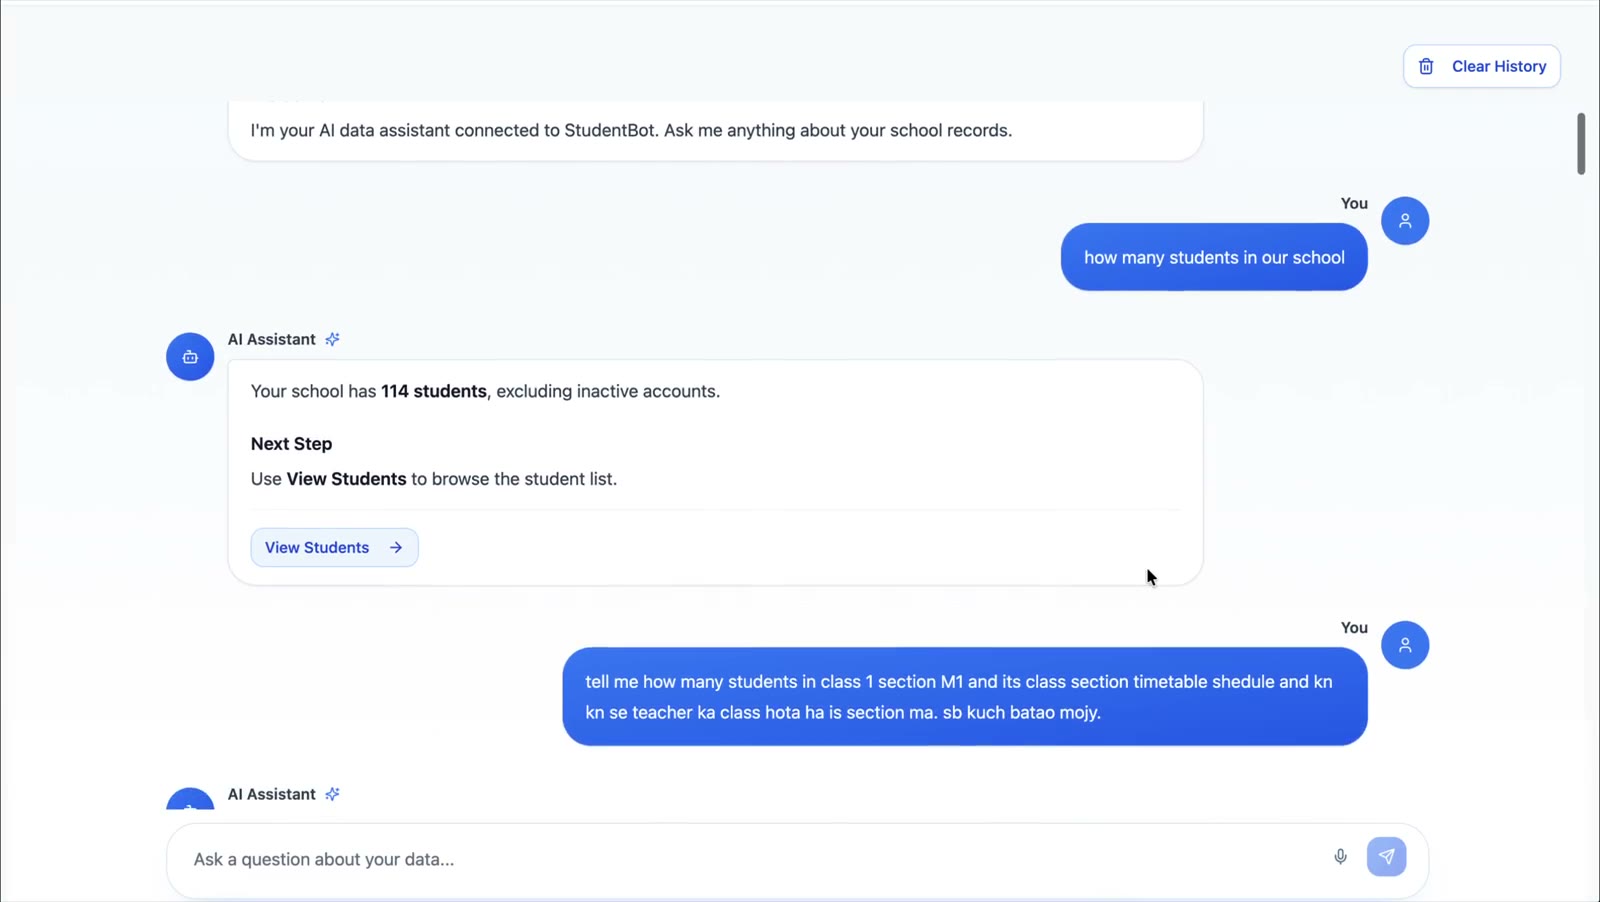 Clear History
I'm your AI data assistant connected to StudentBot. Ask me anything about your school records.
You
how many students in our school
AI Assistant
Your school has 114 students, excluding inactive accounts.
Next Step
Use View Students to browse the student list.
View Students
You
tell me how many students in class 1 section M1 and its class section timetable shedule and kn
kn se teacher ka class hota ha is section ma. sb kuch batao mojy.
AI Assistant
Ask a question about your data...